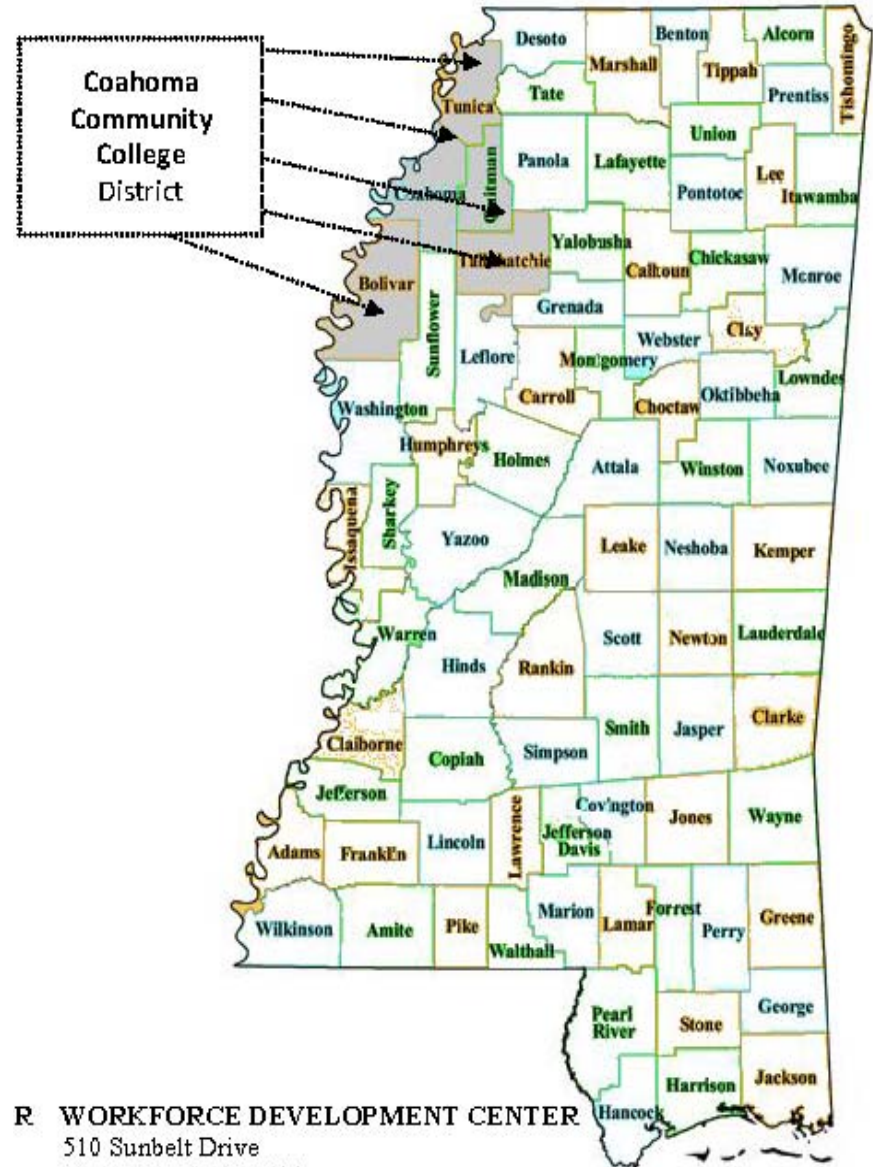 Coahoma
Community
College
District
Desoto
Benton
Alcorn
Tishomingo
Marshall
Tippah
Prentiss
Tunica
Tate
Union
Panola
Lafayette
Lee
Itawamba
Quitman
Pontotoc
Coahoma
Yalobusha
Chickasaw
Monroe
Tallahatchie
Calhoun
Bolivar
Grenada
Clay
Sunflower
Webster
Leflore
Montgomery
Lowndes
Carroll
Oktibbeha
Washington
Choctaw
Humphreys
Holmes
Attala
Winston
Noxubee
Issaquena
Sharkey
Yazoo
Leake
Neshoba
Kemper
Madison
Warren
Scott
Newton
Lauderdale
Hinds
Rankin
Claiborne
Copiah
Simpson
Smith
Jasper
Clarke
Jefferson
Covington
Lawrence
Jefferson
Davis
Jones
Wayne
Adams
Franklin
Lincoln
Wilkinson
Amite
Pike
Walthall
Marion
Lamar
Forrest
Perry
Greene
George
Pearl
River
Stone
Harrison
Jackson
Hancock
R WORKFORCE DEVELOPMENT CENTER
510 Sunbelt Drive